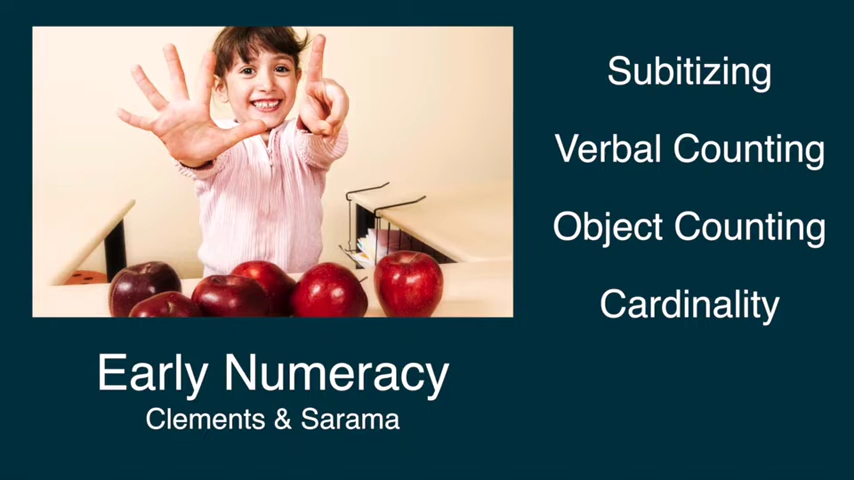 Subitizing
Verbal Counting
Object Counting
Cardinality
Early Numeracy
Clements & Sarama